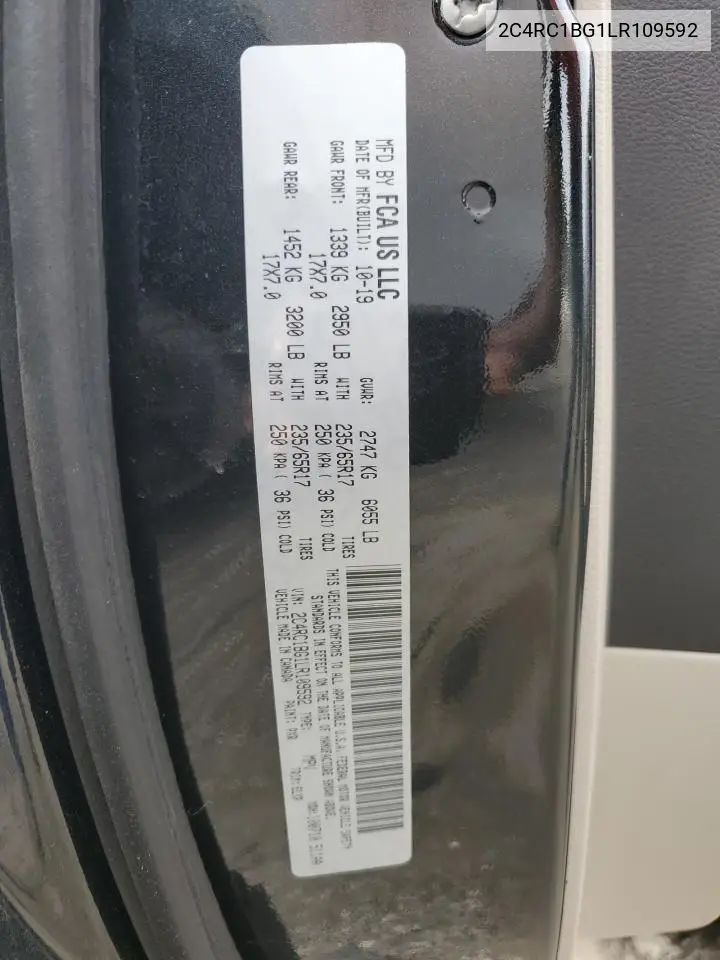 2C4RC1BG1LR109592
MFD BY FCA US LLC
DATE OF MFR(BUILT): 10-19 GVWR: 2747 KG 6055 LB
GAWR FRONT: 1339 KG 2950 LB WITH 235/65R17 TIRES
17X7.0 RIMS AT 250 KPA ( 36 PSI) COLD
GAWR REAR: 1452 KG 3200 LB WITH 235/65R17 TIRES
17X7.0 RIMS AT 250 KPA ( 36 PSI) COLD
THIS VEHICLE CONFORMS TO ALL APPLICABLE U.S.A. FEDERAL MOTOR VEHICLE SAFETY
STANDARDS IN EFFECT ON THE DATE OF MANUFACTURE SHOWN ABOVE.
VIN: 2C4RC1BG1LR109592 TYPE: MPV
VEHICLE MADE IN CANADA PAINT: TRIM: